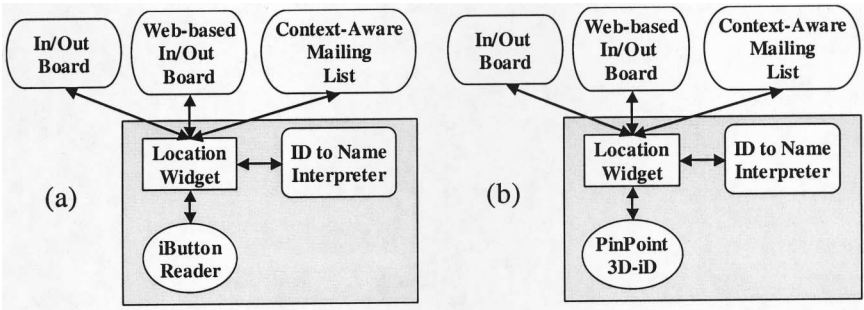 In/Out
Board
Web-based
In/Out
Board
Context-Aware
Mailing
List
Location
Widget
ID to Name
Interpreter
iButton
Reader
(a)
In/Out
Board
Web-based
In/Out
Board
Context-Aware
Mailing
List
Location
Widget
ID to Name
Interpreter
PinPoint
3D-iD
(b)